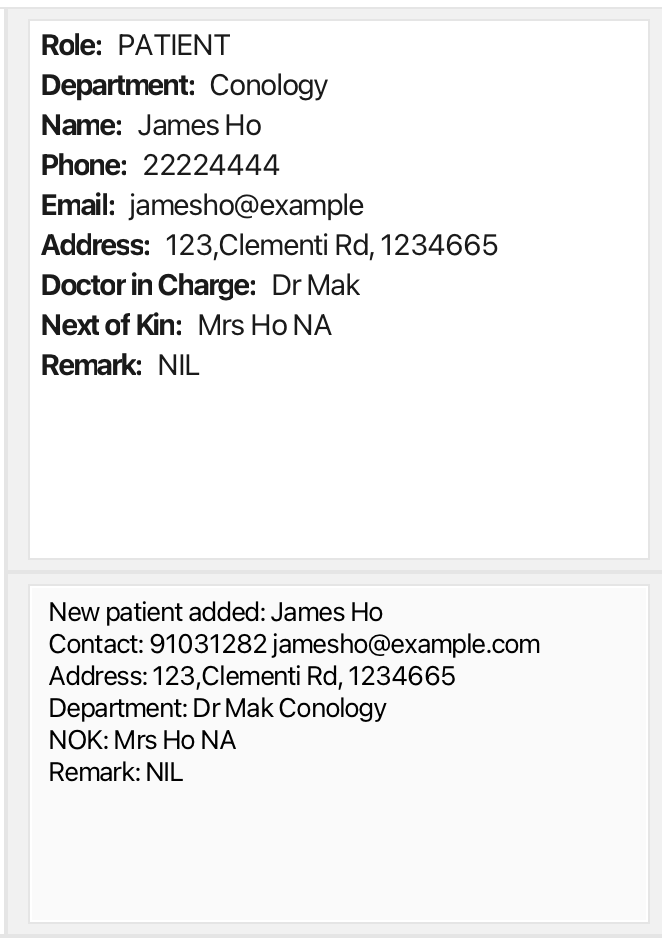 Role: PATIENT
Department: Conology
Name: James Ho
Phone: 22224444
Email: jamesho@example
Address: 123,Clementi Rd, 1234665
Doctor in Charge: Dr Mak
Next of Kin: Mrs Ho NA
Remark: NIL
New patient added: James Ho
Contact: 91031282 jamesho@example.com
Address: 123,Clementi Rd, 1234665
Department: Dr Mak Conology
NOK: Mrs Ho NA
Remark: NIL